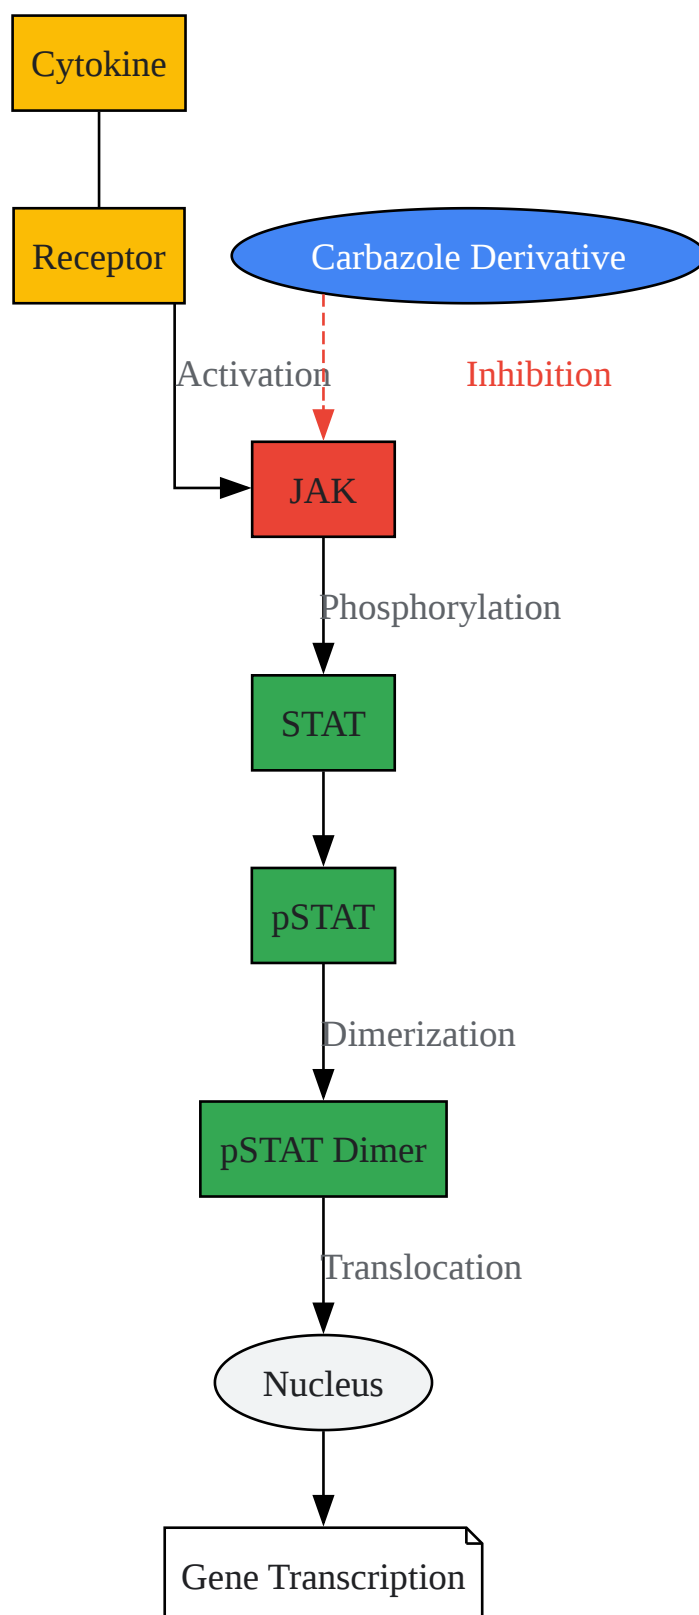 Cytokine
Receptor
Carbazole Derivative
Activation
Inhibition
JAK
Phosphorylation
STAT
pSTAT
Dimerization
pSTAT Dimer
Translocation
Nucleus
Gene Transcription